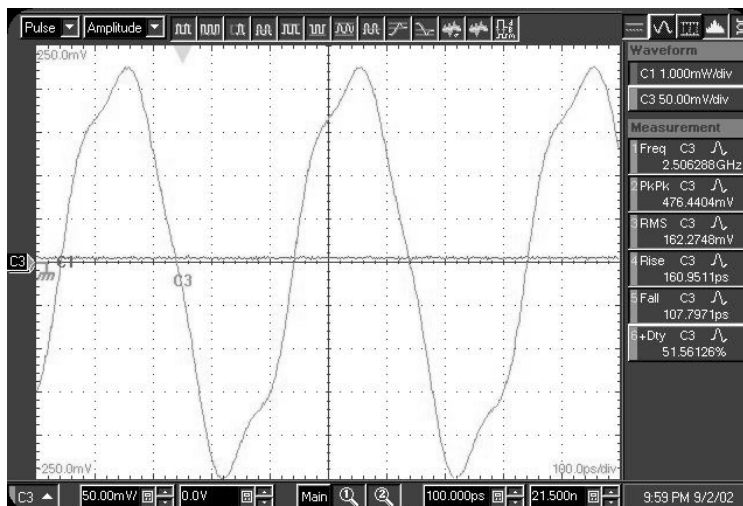 Pulse Amplitude
250.0mV
C3
C1
C3
-250.0mV
100.0ps/div
Waveform
C1 1.000mW/div
C3 50.00mV/div
Measurement
1 Freq C3
2.506288GHz
2 PkPk C3
476.4404mV
3 RMS C3
162.2748mV
4 Rise C3
160.9511ps
5 Fall C3
107.7971ps
6 +Dty C3
51.56126%
C3 50.00mV/ 0.0V Main 1 2 100.000ps 21.500n 9:59 PM 9/2/02